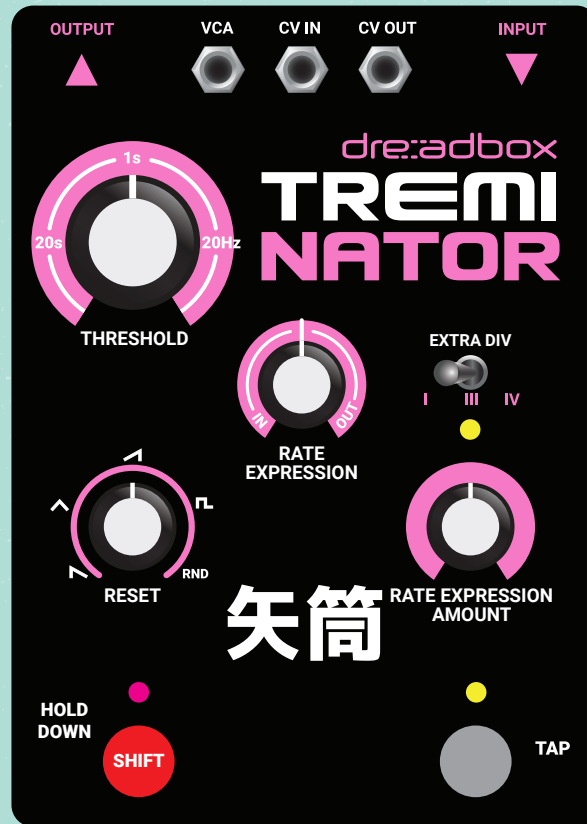 OUTPUT
VCA
CV IN
CV OUT
INPUT
dre:adbox
TREMI
NATOR
1s
20s
20Hz
THRESHOLD
EXTRA DIV
I III IV
IN
OUT
RATE
EXPRESSION
RND
RESET
RATE EXPRESSION
AMOUNT
矢筒
HOLD
DOWN
SHIFT
TAP